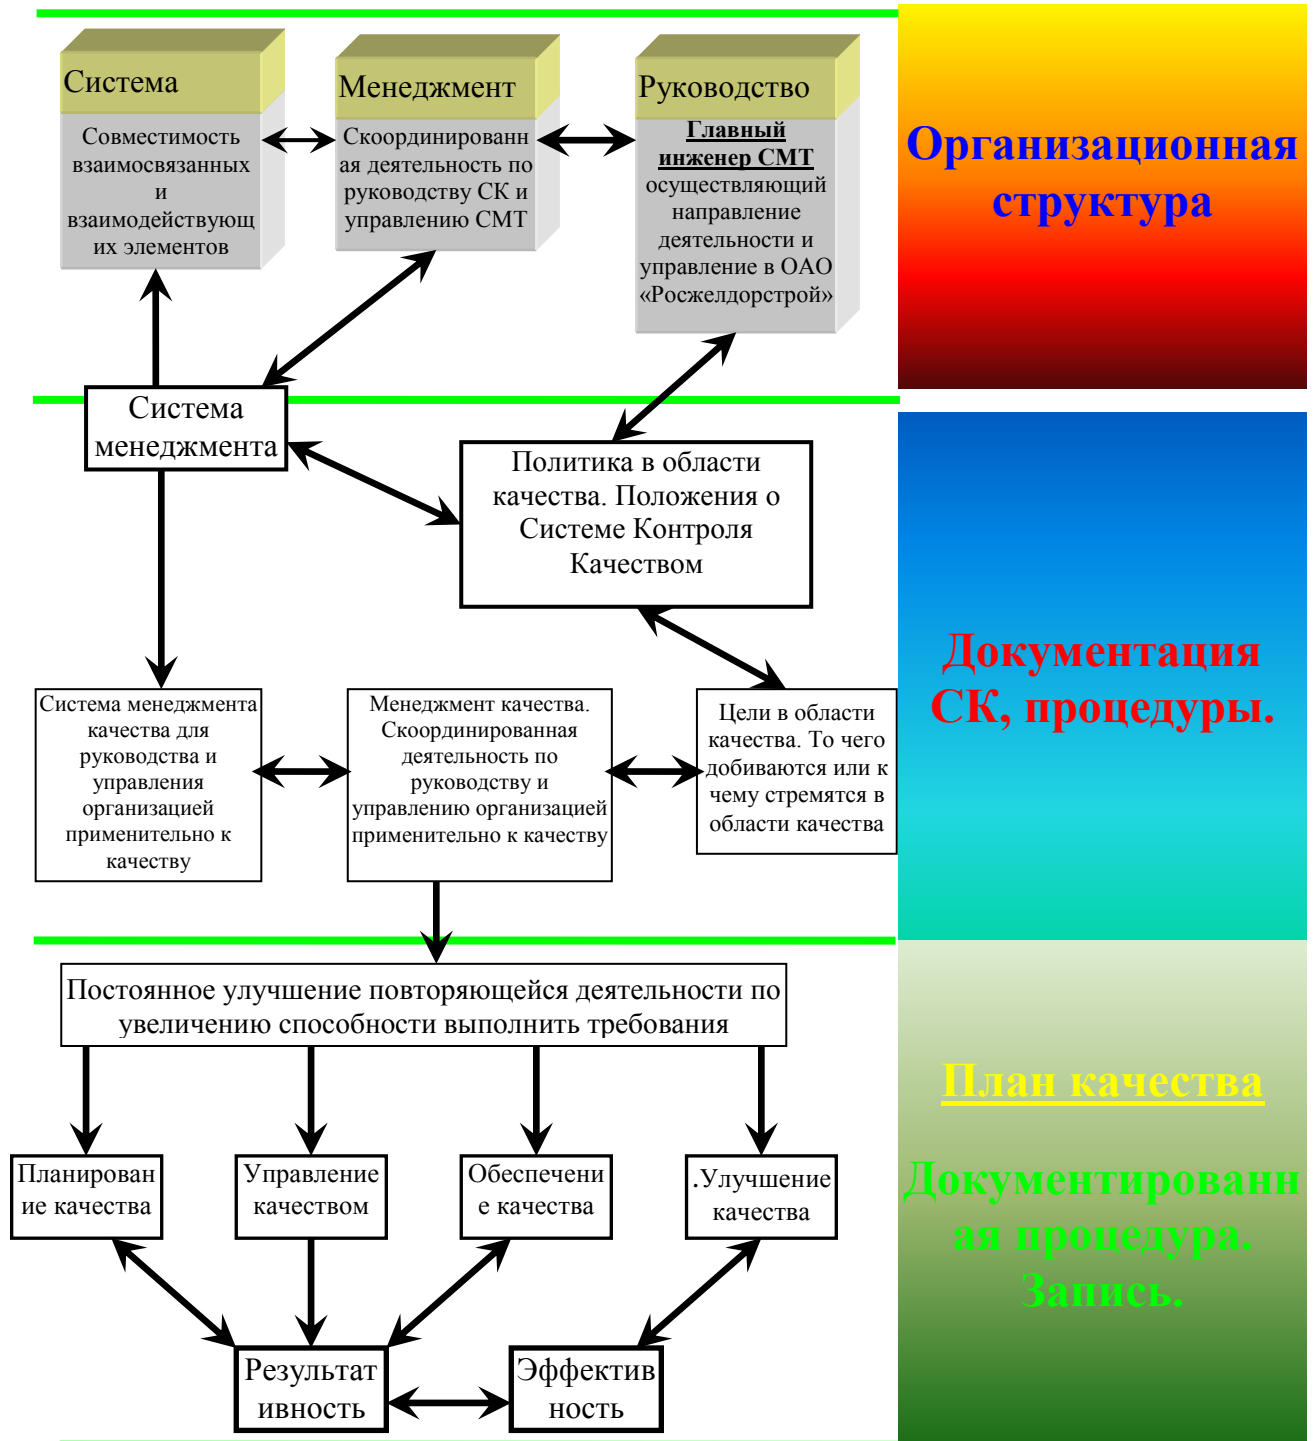 Система
Совместимость
взаимосвязанных
и
взаимодействующ
их элементов
Менеджмент
Скоординированн
ая деятельность по
руководству СК и
управлению СМТ
Руководство
Главный
инженер СМТ
осуществляющий
направление
деятельности и
управление в ОАО
«Росжелдорстрой»
Организационная
структура
Система
менеджмента
Политика в области
качества. Положения о
Системе Контроля
Качеством
Документация
СК, процедуры.
Система менеджмента
качества для
руководства и
управления
организацией
применительно к
качеству
Менеджмент качества.
Скоординированная
деятельность по
руководству и
управлению организацией
применительно к качеству
Цели в области
качества. То чего
добиваются или к
чему стремятся в
области качества
Постоянное улучшение повторяющейся деятельности по
увеличению способности выполнить требования
План качества
Документированн
ая процедура.
Запись.
Планирован
ие качества
Управление
качеством
Обеспечени
е качества
.Улучшение
качества
Результат
ивность
Эффектив
ность